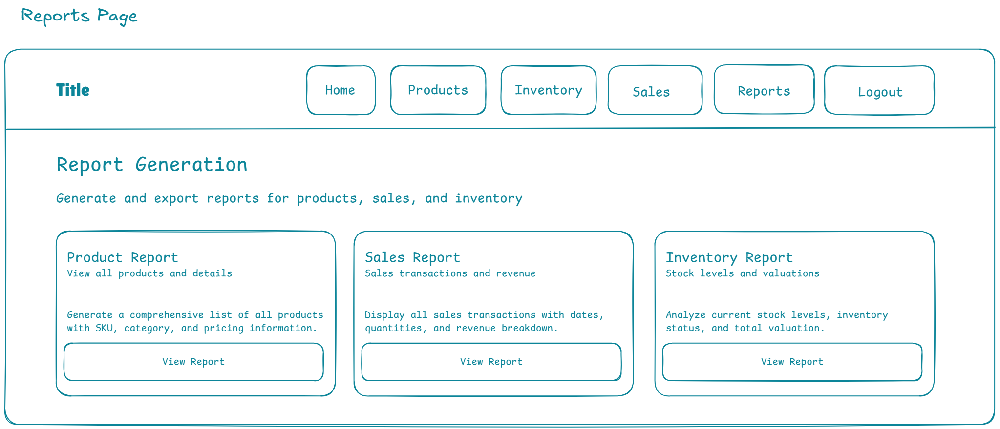 Reports Page
Title
Home
Products
Inventory
Sales
Reports
Logout
Report Generation
Generate and export reports for products, sales, and inventory
Product Report
View all products and details
Generate a comprehensive list of all products
with SKU, category, and pricing information.
View Report
Sales Report
Sales transactions and revenue
Display all sales transactions with dates,
quantities, and revenue breakdown.
View Report
Inventory Report
Stock levels and valuations
Analyze current stock levels, inventory
status, and total valuation.
View Report